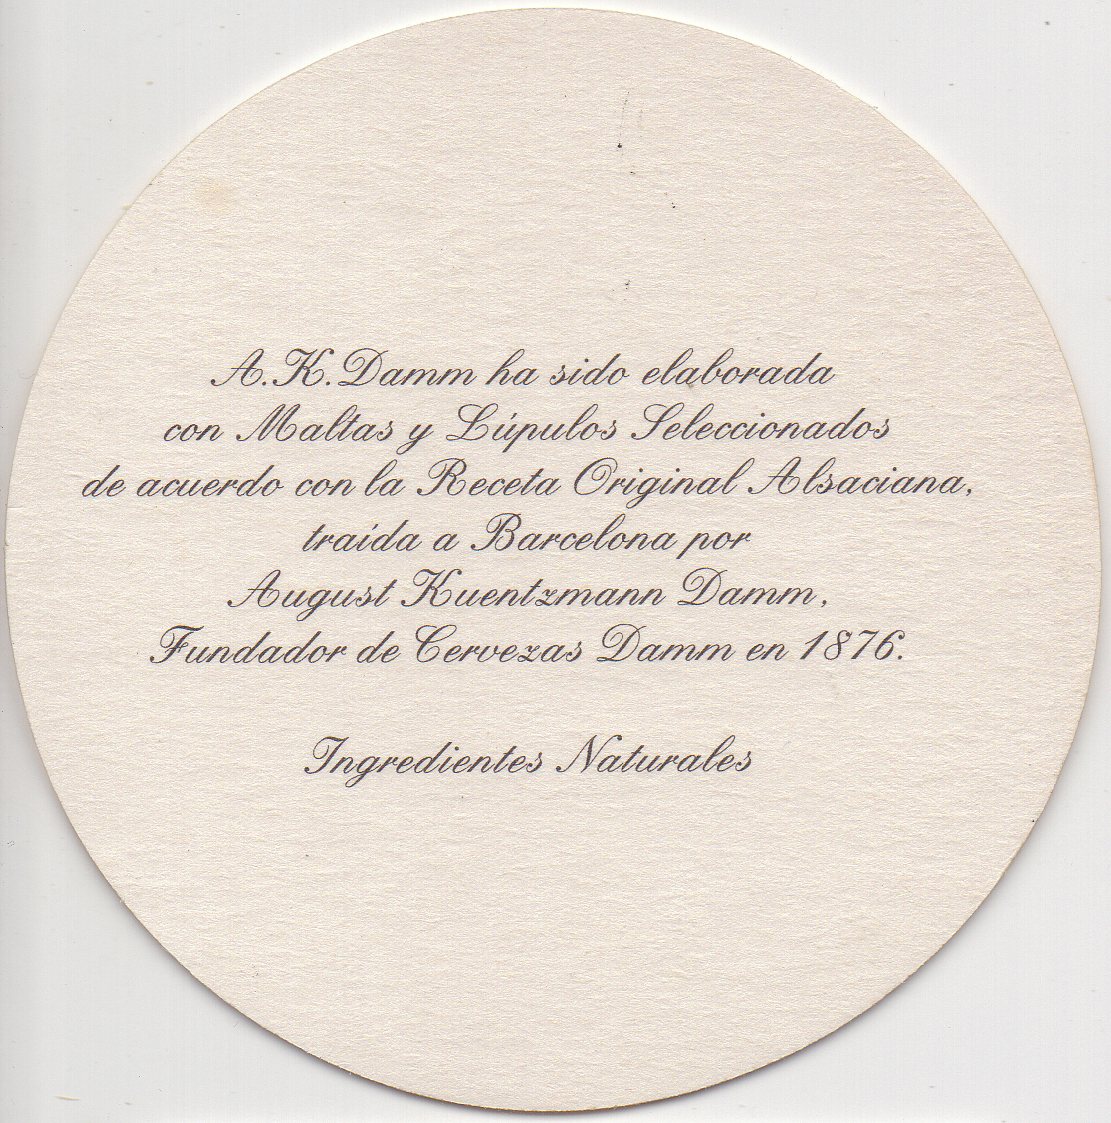 A.K. Damm ha sido elaborada
con Maltas y Lúpulos Seleccionados
de acuerdo con la Receta Original Alsaciana,
traída a Barcelona por
August Kuentzmann Damm,
Fundador de Cervezas Damm en 1876.
Ingredientes Naturales